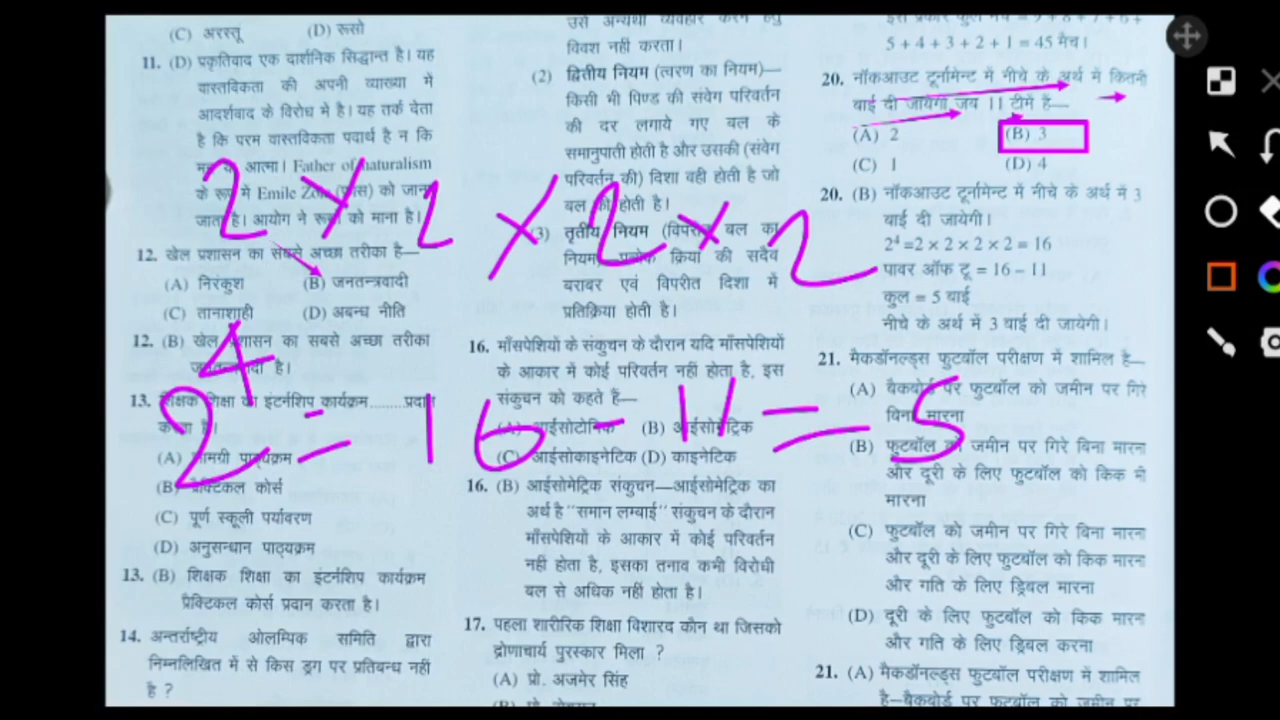 (C) अरस्तू (D) रूसो
11. (D) प्रकृतिवाद एक दार्शनिक सिद्धान्त है। यह
वास्तविकता की अपनी व्याख्या में
आदर्शवाद के विरोध में है। यह तर्क देता
है कि परम वास्तविकता पदार्थ है न कि
आत्मा। Father of naturalism
के रूप में Emile Zola को जाना
जाता है। आयोग ने रूसो को माना है।
12. खेल प्रशासन का सबसे अच्छा तरीका है—
(A) निरंकुश (B) जनतन्त्रवादी
(C) तानाशाही (D) अबन्ध नीति
12. (B) खेल प्रशासन का सबसे अच्छा तरीका
है।
13. शिक्षक शिक्षा का इंटर्नशिप कार्यक्रम.........प्रदान
करता है।
(A) सामग्री पाठ्यक्रम
(B) प्रैक्टिकल कोर्स
(C) पूर्ण स्कूली पर्यावरण
(D) अनुसन्धान पाठ्यक्रम
13. (B) शिक्षक शिक्षा का इंटर्नशिप कार्यक्रम
प्रैक्टिकल कोर्स प्रदान करता है।
14. अन्तर्राष्ट्रीय ओलम्पिक समिति द्वारा
निम्नलिखित में से किस ड्रग पर प्रतिबन्ध नहीं
है ?
उसे अन्यथा व्यवहार करने हेतु
विवश नहीं करता।
(2) द्वितीय नियम (त्वरण का नियम)—
किसी भी पिण्ड की संवेग परिवर्तन
की दर लगाये गए बल के
समानुपाती होती है और उसकी (संवेग
परिवर्तन की) दिशा वही होती है जो
बल की होती है।
(3) तृतीय नियम (विपरीत बल का
नियम)—प्रत्येक क्रिया की सदैव
बराबर एवं विपरीत दिशा में
प्रतिक्रिया होती है।
16. माँसपेशियों के संकुचन के दौरान यदि माँसपेशियों
के आकार में कोई परिवर्तन नहीं होता है, इस
संकुचन को कहते हैं—
(A) आईसोटोनिक (B) आईसोमेट्रिक
(C) आईसोकाइनेटिक (D) काइनेटिक
16. (B) आईसोमेट्रिक संकुचन—आईसोमेट्रिक का
अर्थ है "समान लम्बाई" संकुचन के दौरान
माँसपेशियों के आकार में कोई परिवर्तन
नहीं होता है, इसका तनाव कभी विरोधी
बल से अधिक नहीं होता है।
17. पहला शारीरिक शिक्षा विशारद कौन था जिसको
द्रोणाचार्य पुरस्कार मिला ?
(A) प्रो. अजमेर सिंह
5 + 4 + 3 + 2 + 1 = 45 मैच।
20. नॉकआउट टूर्नामेन्ट में नीचे के अर्ध में कितनी
बाई दी जायेगी जब 11 टीमें है—
(A) 2 (B) 3
(C) 1 (D) 4
20. (B) नॉकआउट टूर्नामेन्ट में नीचे के अर्थ में 3
बाई दी जायेगी।
2⁴ =2 × 2 × 2 × 2 = 16
पावर ऑफ टू = 16 – 11
कुल = 5 बाई
नीचे के अर्थ में 3 बाई दी जायेगी।
21. मैकडॉनल्ड्स फुटबॉल परीक्षण में शामिल है—
(A) बैकबोर्ड पर फुटबॉल को जमीन पर गिरे
बिना मारना
(B) फुटबॉल को जमीन पर गिरे बिना मारना
और दूरी के लिए फुटबॉल को किक भी
मारना
(C) फुटबॉल को जमीन पर गिरे बिना मारना
और दूरी के लिए फुटबॉल को किक मारना
और गति के लिए ड्रिबल मारना
(D) दूरी के लिए फुटबॉल को किक मारना
और गति के लिए ड्रिबल करना
21. (A) मैकडॉनल्ड्स फुटबॉल परीक्षण में शामिल
है—बैकबोर्ड पर फुटबॉल को जमीन पर
2 × 2 × 2 × 2
2⁴ = 16 - 11 = 5